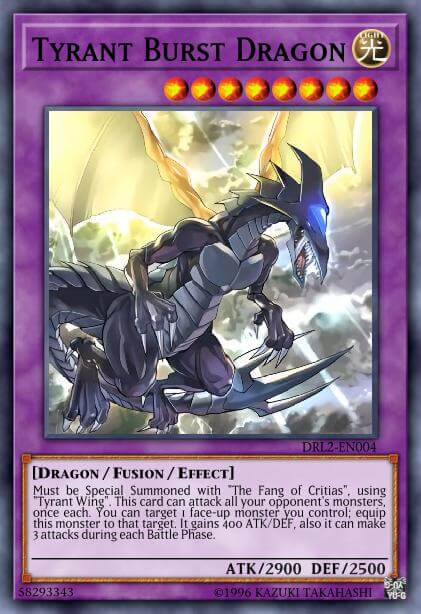 TYRANT BURST DRAGON
LIGHT
光
DRL2-EN004
[DRAGON / FUSION / EFFECT]
Must be Special Summoned with "The Fang of Critias", using
"Tyrant Wing". This card can attack all your opponent's monsters,
once each. You can target 1 face-up monster you control; equip
this monster to that target. It gains 400 ATK/DEF, also it can make
3 attacks during each Battle Phase.
ATK/2900 DEF/2500
58293343
©1996 KAZUKI TAKAHASHI